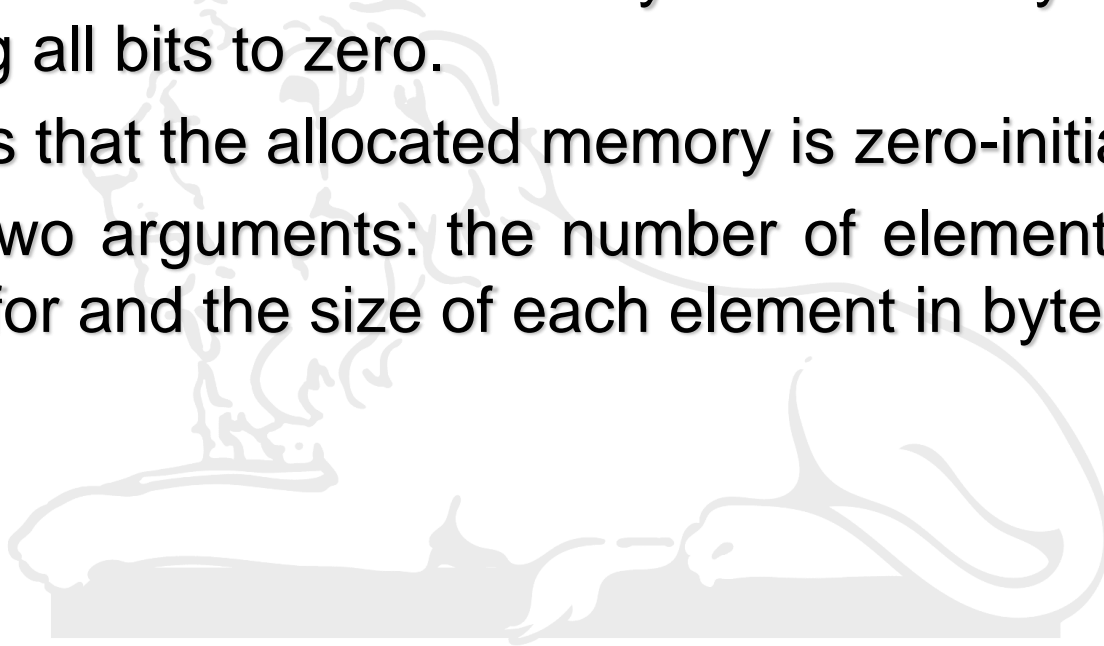 g all bits to zero.
s that the allocated memory is zero-initia
wo arguments: the number of element
for and the size of each element in byte